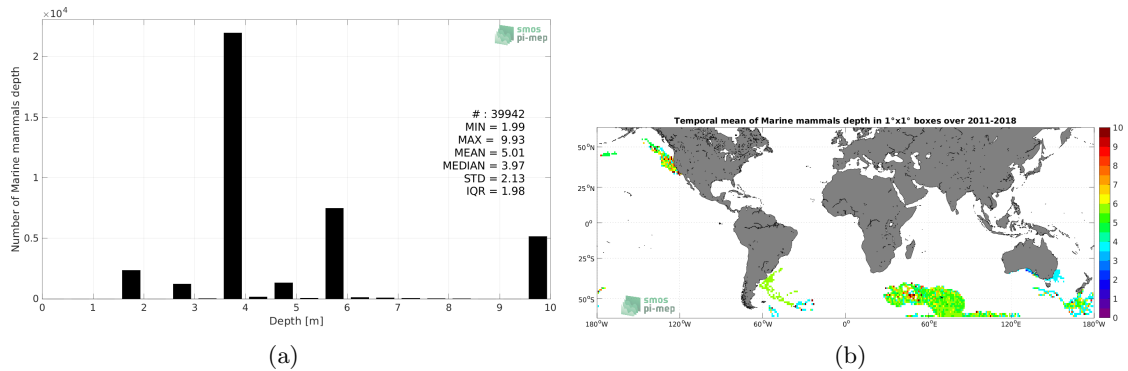 ×10⁴
smos
pi-mep
2
1.5
1
0.5
0
Number of Marine mammals depth
# : 39942
MIN = 1.99
MAX = 9.93
MEAN = 5.01
MEDIAN = 3.97
STD = 2.13
IQR = 1.98
0 1 2 3 4 5 6 7 8 9 10
Depth [m]
(a)
Temporal mean of Marine mammals depth in 1°x1° boxes over 2011-2018
50°N
25°N
0°
25°S
50°S
180°W 120°W 60°W 0° 60°W 120°W 180°W
10
9
8
7
6
5
4
3
2
1
0
smos
pi-mep
(b)